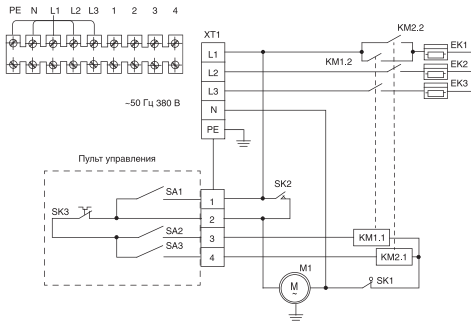 PE N L1 L2 L3 1 2 3 4
~50 Гц 380 В
XT1
L1
L2
L3
N
PE
KM2.2
KM1.2
EK1
EK2
EK3
Пульт управления
SA1
SK3
SA2
SA3
1
2
3
4
SK2
KM1.1
KM2.1
M1
M
~
SK1